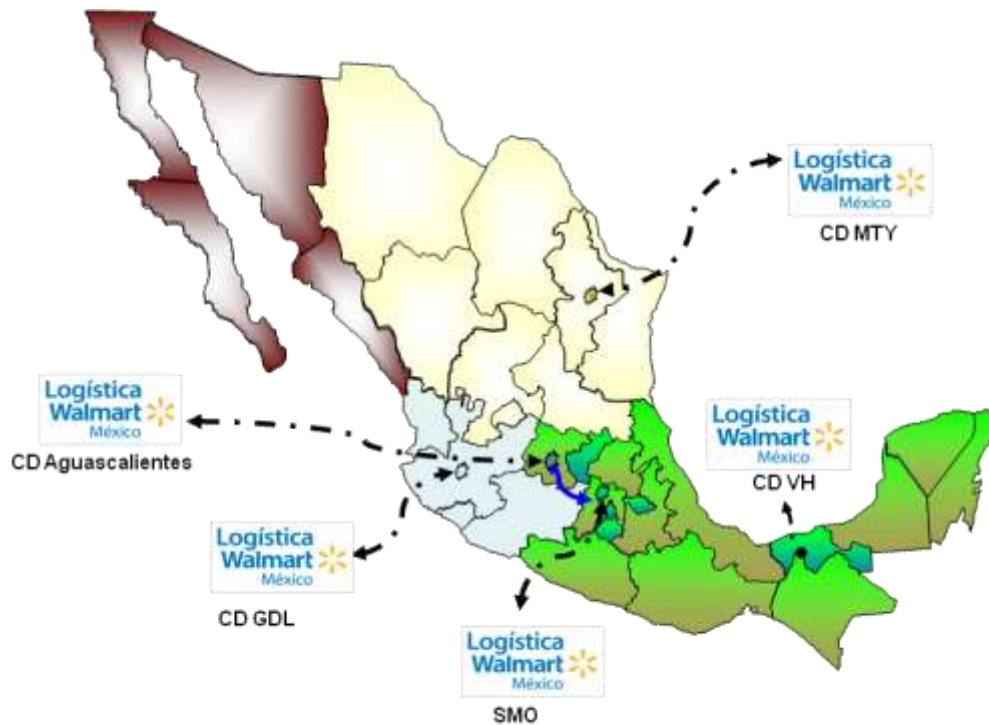 Logística
Walmart
México
CD MTY
Logística
Walmart
México
CD Aguascalientes
Logística
Walmart
México
CD VH
Logística
Walmart
México
CD GDL
Logística
Walmart
México
SMO